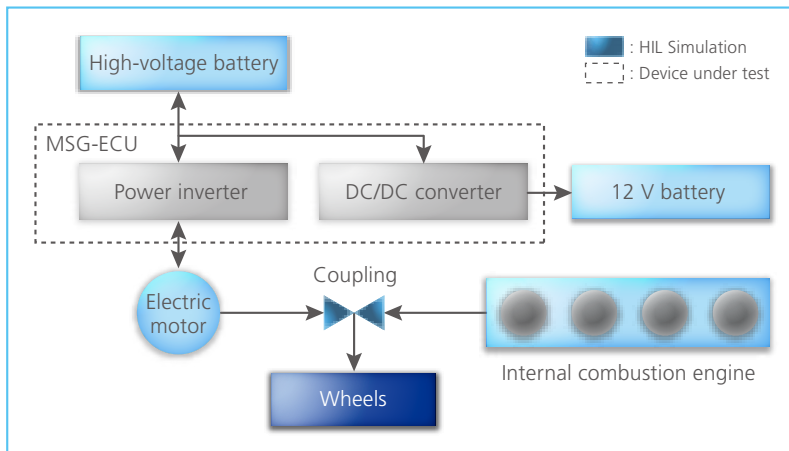 High-voltage battery
: HIL Simulation
: Device under test
MSG-ECU
Power inverter
DC/DC converter
12 V battery
Coupling
Electric
motor
Internal combustion engine
Wheels